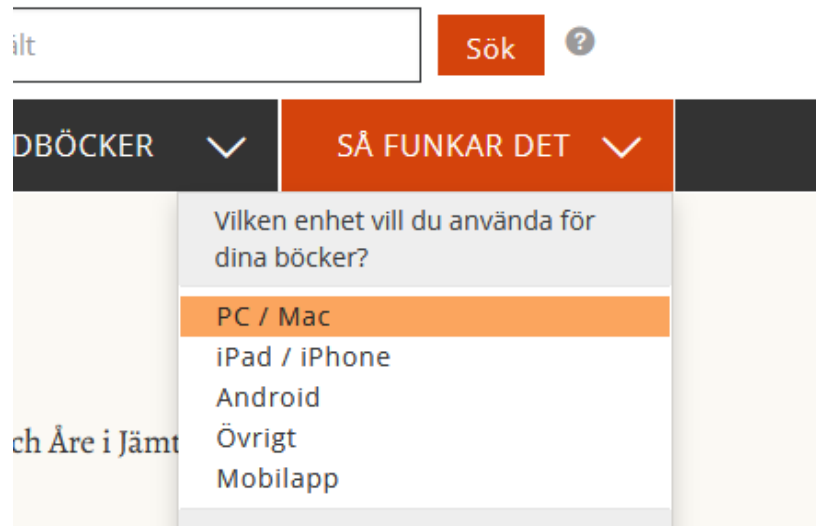 ält
Sök
?
DBÖCKER
SÅ FUNKAR DET
Vilken enhet vill du använda för
dina böcker?
PC / Mac
iPad / iPhone
Android
Övrigt
Mobilapp
ch Åre i Jämt